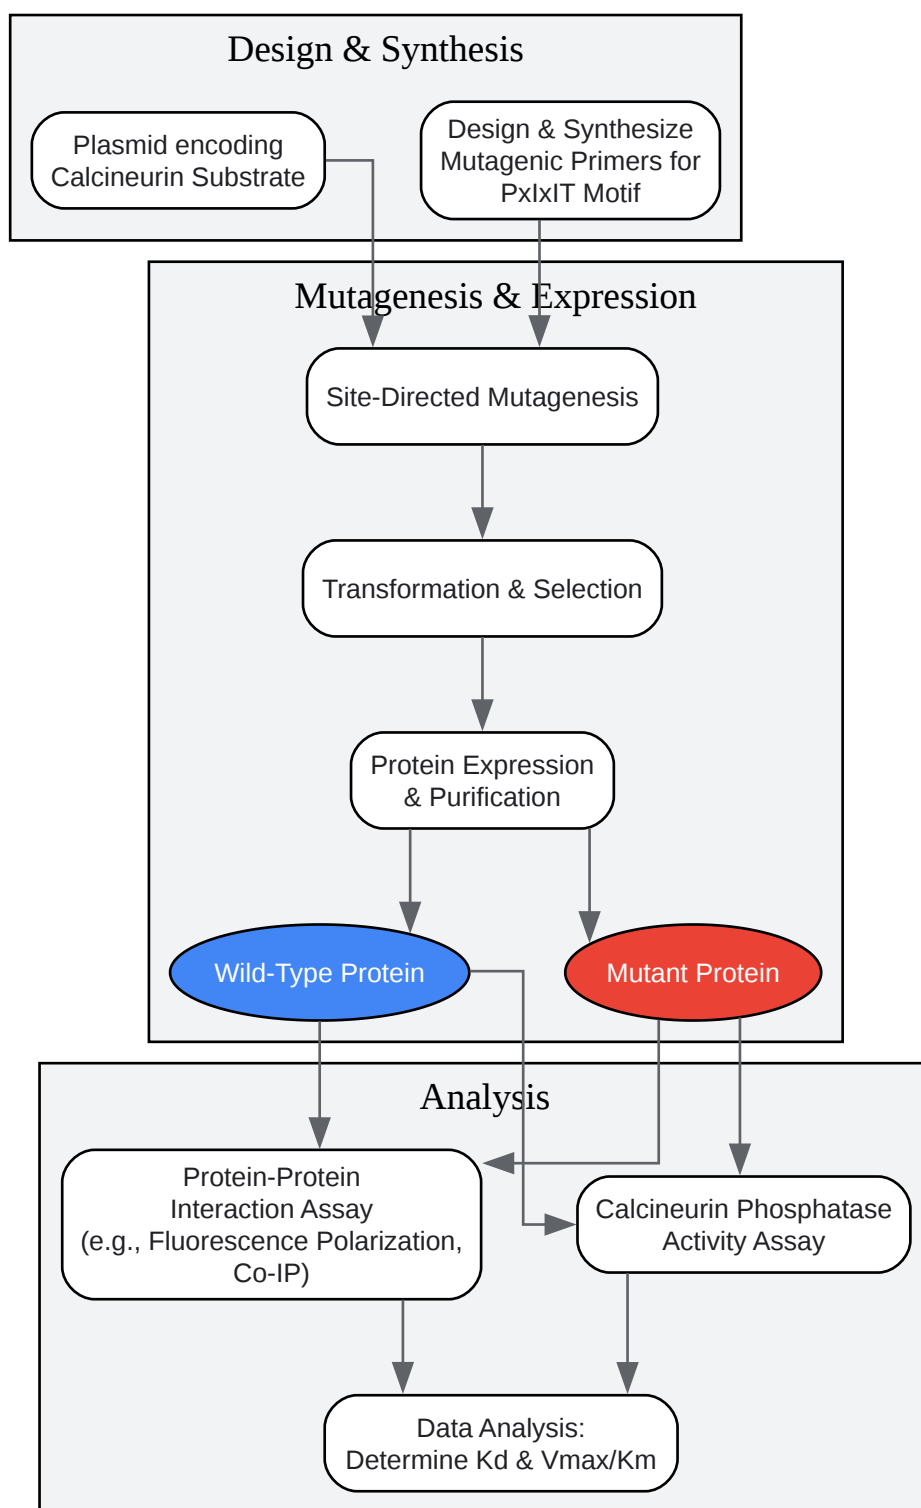 Design & Synthesis
Plasmid encoding
Calcineurin Substrate
Design & Synthesize
Mutagenic Primers for
PxIxIT Motif
Mutagenesis & Expression
Site-Directed Mutagenesis
Transformation & Selection
Protein Expression
& Purification
Wild-Type Protein
Mutant Protein
Analysis
Protein-Protein
Interaction Assay
(e.g., Fluorescence Polarization,
Co-IP)
Calcineurin Phosphatase
Activity Assay
Data Analysis:
Determine Kd & Vmax/Km